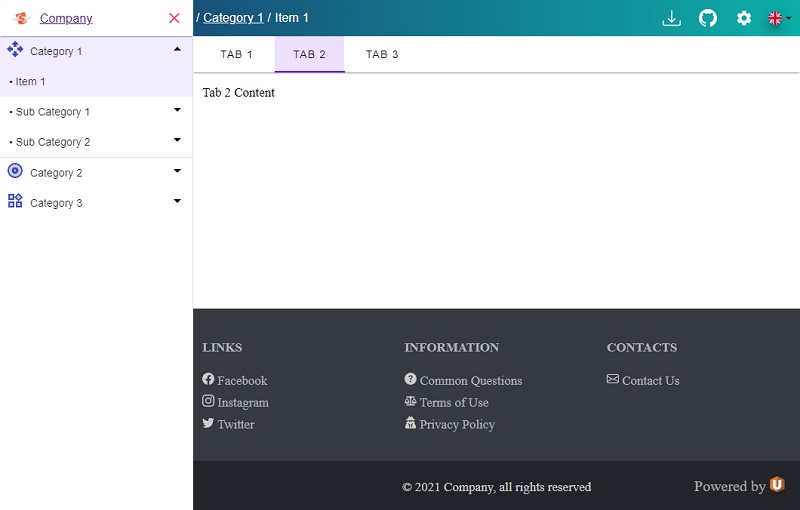 Company
/ Category 1 / Item 1
Category 1
• Item 1
• Sub Category 1
• Sub Category 2
Category 2
Category 3
TAB 1 TAB 2 TAB 3
Tab 2 Content
LINKS
Facebook
Instagram
Twitter
INFORMATION
Common Questions
Terms of Use
Privacy Policy
CONTACTS
Contact Us
© 2021 Company, all rights reserved
Powered by U